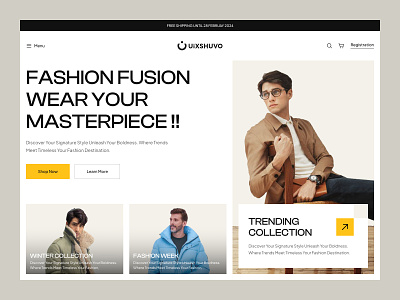 FREE SHIPPING UNTIL 28 FEBRUAY 2024
Menu
UIXSHUVO
Registration
FASHION FUSION
WEAR YOUR
MASTERPIECE !!
Discover Your Signature Style Unleash Your Boldness. Where Trends
Meet Timeless Your Fashion Destination.
Shop Now
Learn More
WINTER COLLECTION
Discover Your Signature Style Unleash Your Boldness.
Where Trends Meet Timeless Your Fashion Destination.
FASHION WEEK
Discover Your Signature Style Unleash Your Boldness.
Where Trends Meet Timeless Your Fashion Destination.
TRENDING
COLLECTION
Discover Your Signature Style Unleash Your Boldness.
Where Trends Meet Timeless Your Fashion Destination.